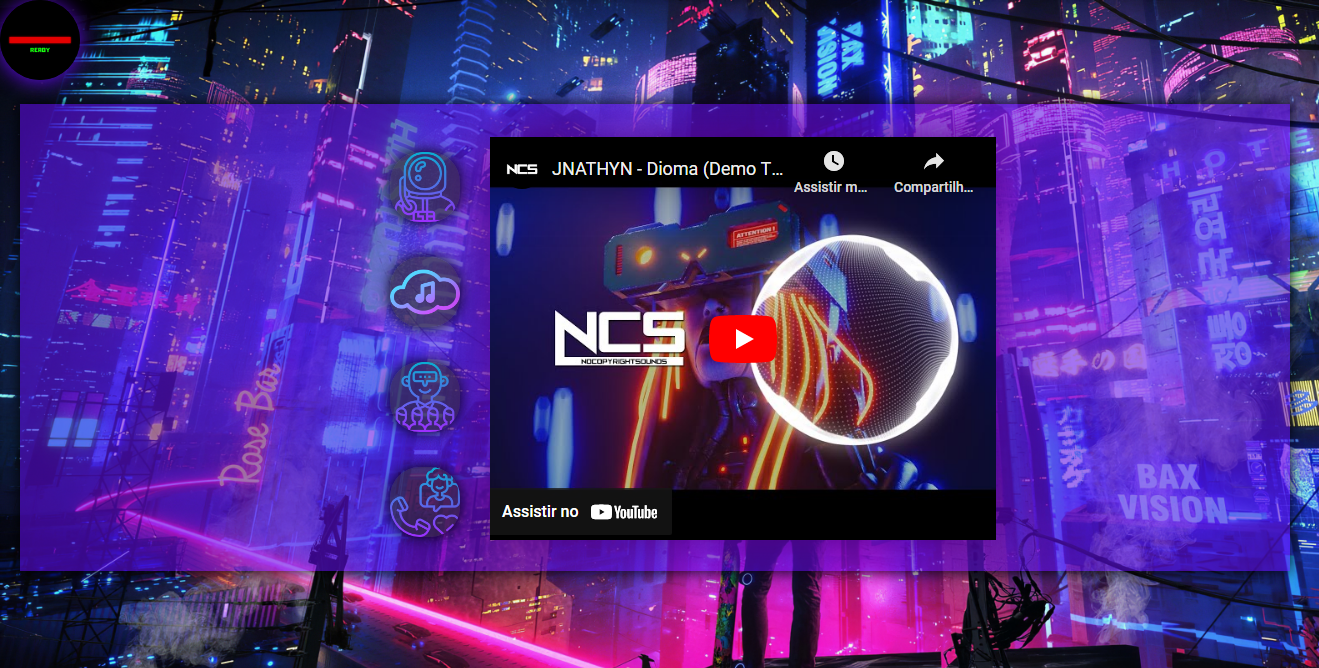 READY
BAX
VISION
NCS
JNATHYN - Dioma (Demo T...
Assistir m...
Compartilh...
HOTE
ATTENTION !
NCS
NOCOPYRIGHTSOUNDS
Rose Bar
BAX
VISION
Assistir no
YouTube